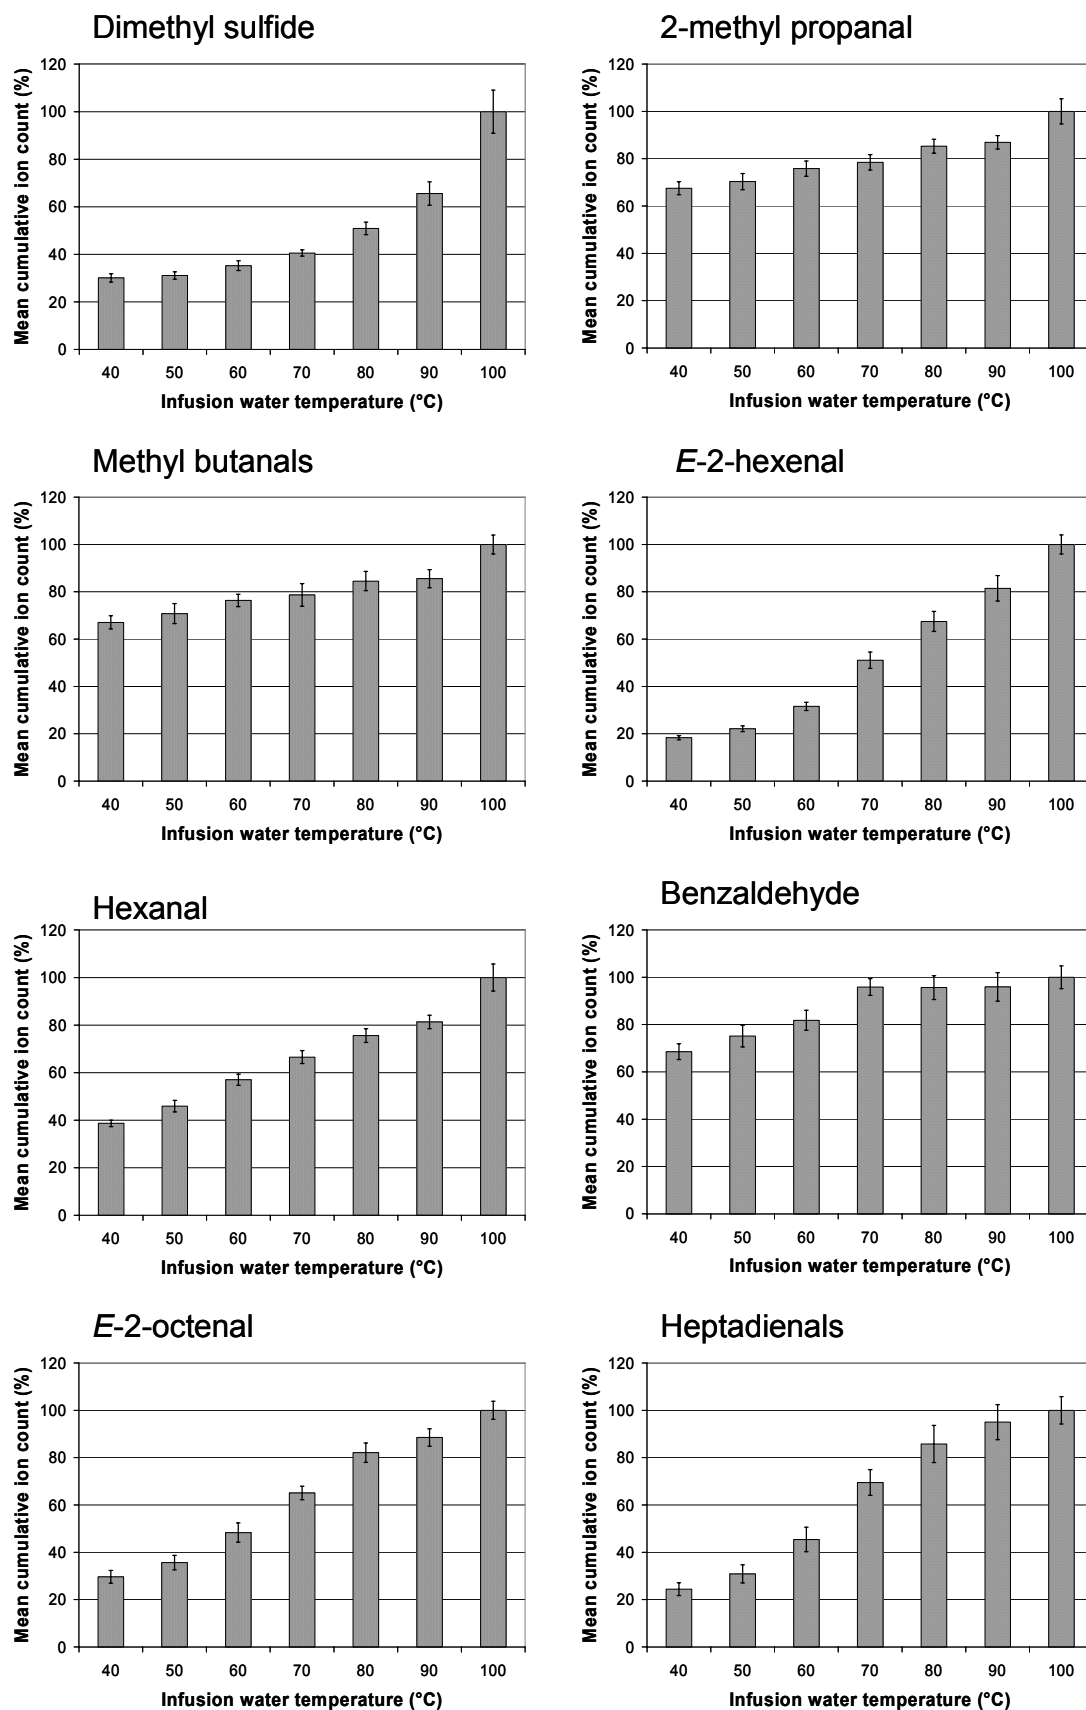 Dimethyl sulfide
Mean cumulative ion count (%)
120
100
80
60
40
20
0
40 50 60 70 80 90 100
Infusion water temperature (°C)
2-methyl propanal
Mean cumulative ion count (%)
120
100
80
60
40
20
0
40 50 60 70 80 90 100
Infusion water temperature (°C)
Methyl butanals
Mean cumulative ion count (%)
120
100
80
60
40
20
0
40 50 60 70 80 90 100
Infusion water temperature (°C)
E-2-hexenal
Mean cumulative ion count (%)
120
100
80
60
40
20
0
40 50 60 70 80 90 100
Infusion water temperature (°C)
Hexanal
Mean cumulative ion count (%)
120
100
80
60
40
20
0
40 50 60 70 80 90 100
Infusion water temperature (°C)
Benzaldehyde
Mean cumulative ion count (%)
120
100
80
60
40
20
0
40 50 60 70 80 90 100
Infusion water temperature (°C)
E-2-octenal
Mean cumulative ion count (%)
120
100
80
60
40
20
0
40 50 60 70 80 90 100
Infusion water temperature (°C)
Heptadienals
Mean cumulative ion count (%)
120
100
80
60
40
20
0
40 50 60 70 80 90 100
Infusion water temperature (°C)